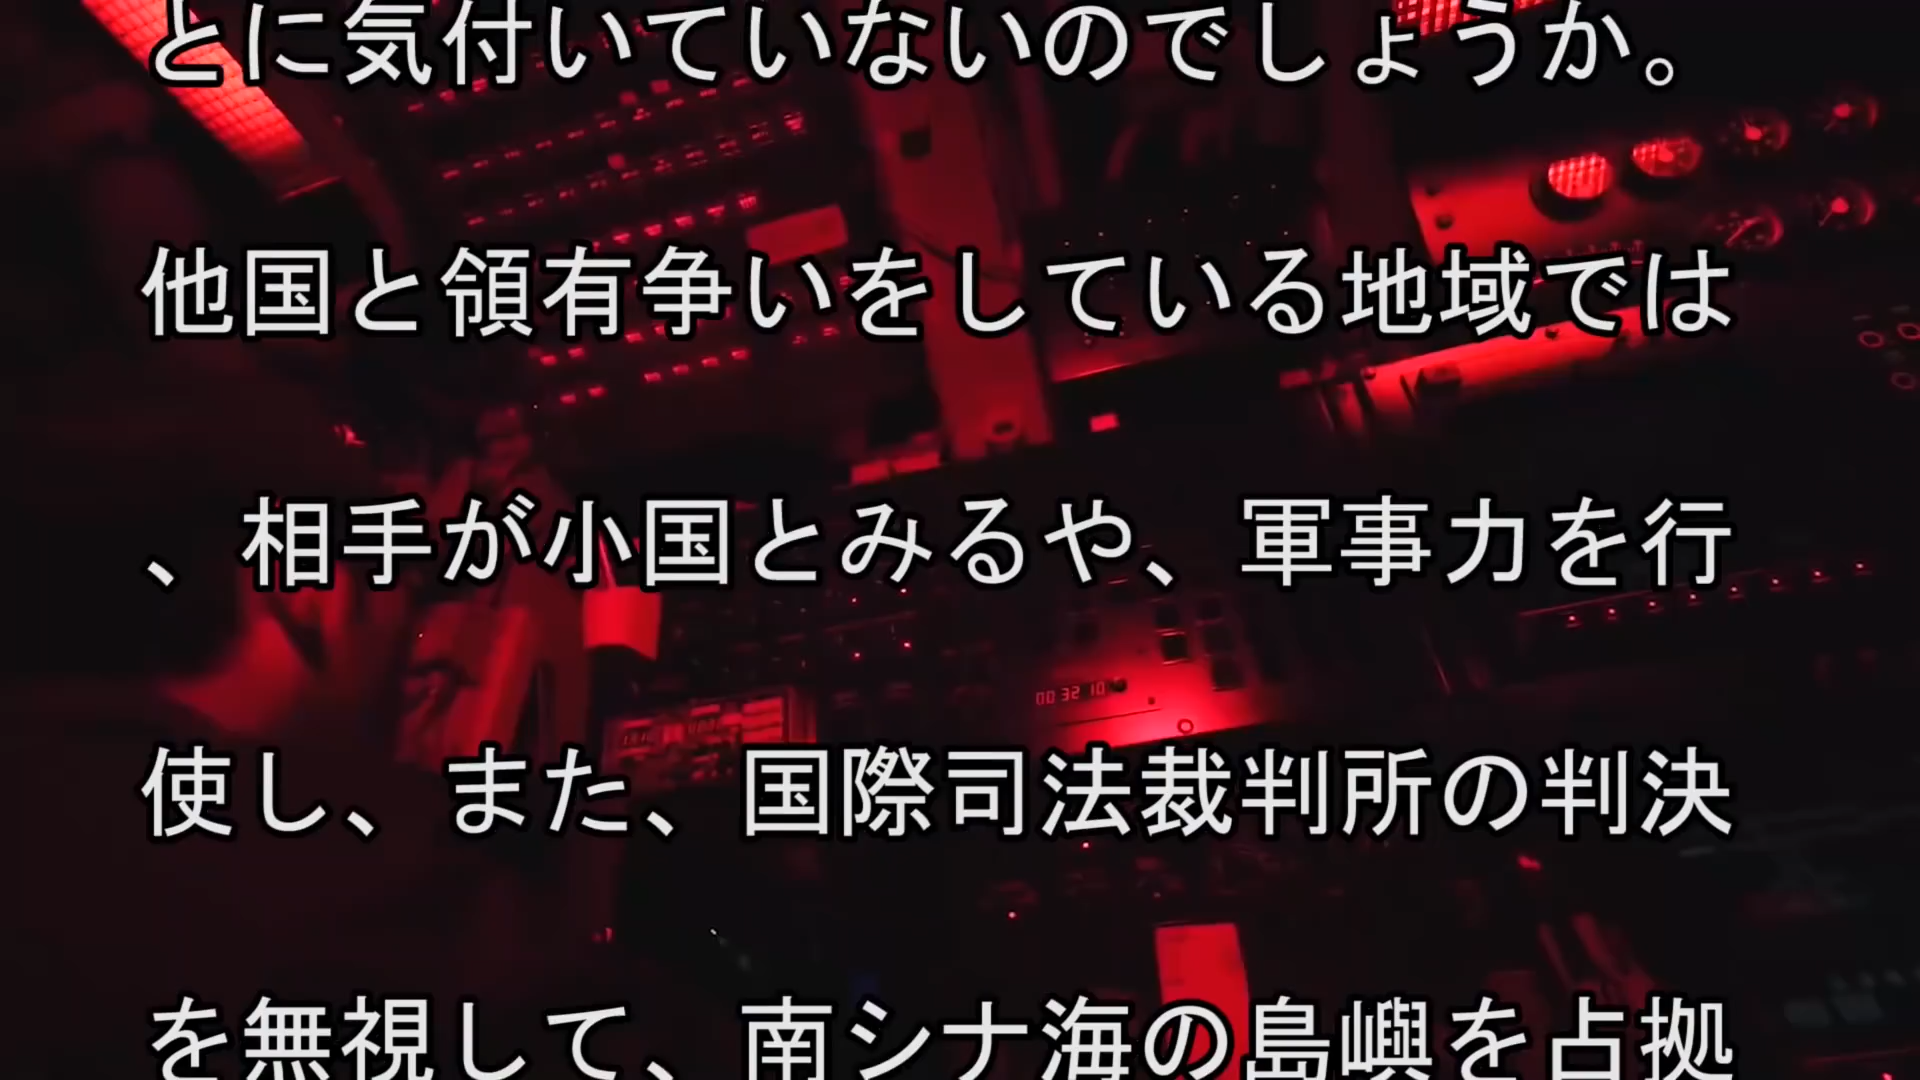 とに気付いていないのでしょうか。
他国と領有争いをしている地域では
、相手が小国とみるや、軍事力を行
使し、また、国際司法裁判所の判決
を無視して、南シナ海の島嶼を占拠
00 32 10